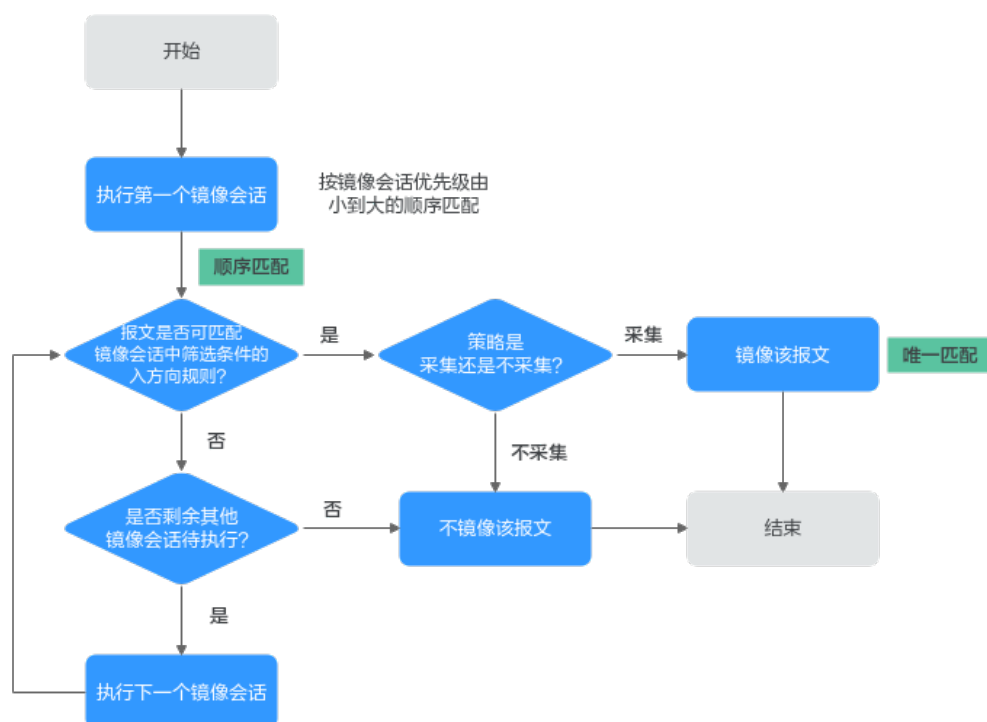 开始
执行第一个镜像会话
按镜像会话优先级由
小到大的顺序匹配
顺序匹配
报文是否可匹配
镜像会话中筛选条件的
入方向规则?
是
策略是
采集还是不采集?
采集
镜像该报文
唯一匹配
否
不采集
是否剩余其他
镜像会话待执行?
否
不镜像该报文
结束
是
执行下一个镜像会话